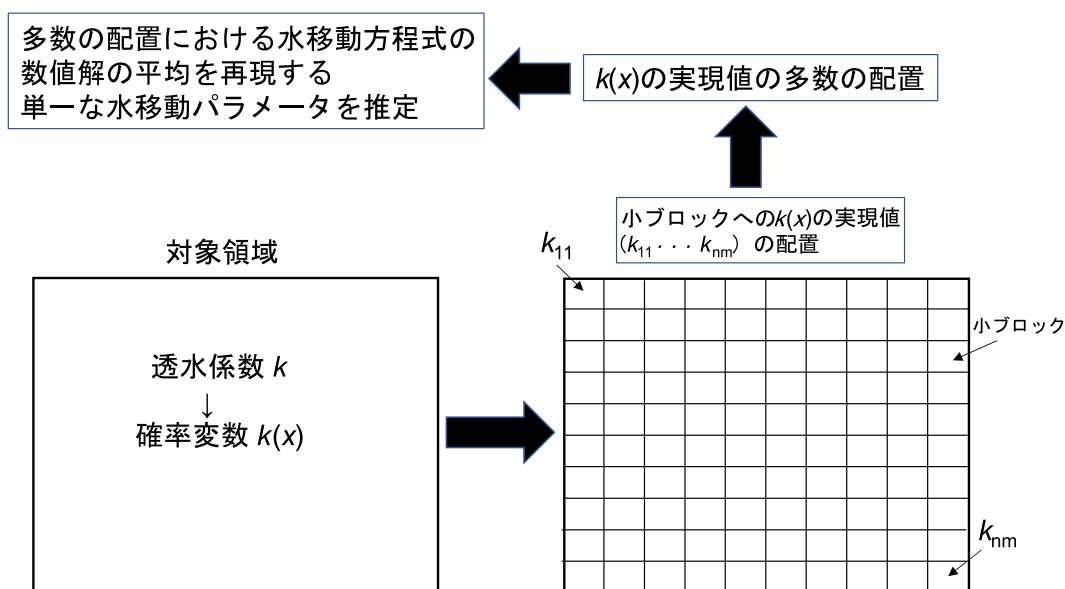 多数の配置における水移動方程式の
数値解の平均を再現する
単一な水移動パラメータを推定
k(x)の実現値の多数の配置
小ブロックへのk(x)の実現値
(k11・・・knm) の配置
対象領域
k11
小ブロック
透水係数 k
↓
確率変数 k(x)
knm